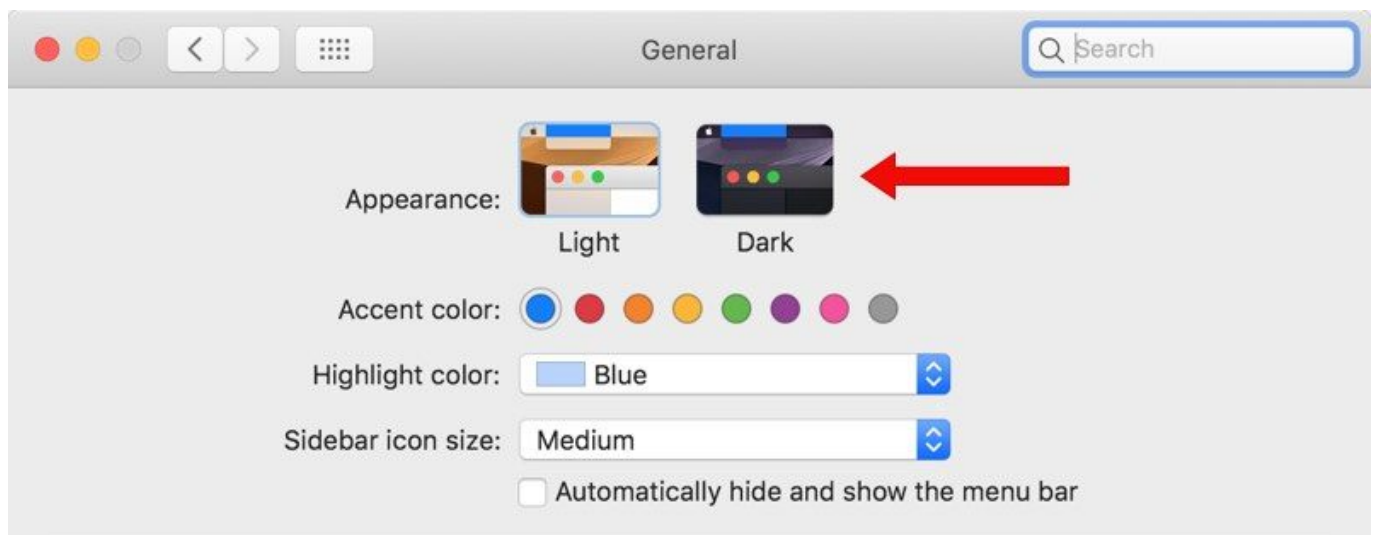 General
Search
Appearance:
Light Dark
Accent color:
Highlight color: Blue
Sidebar icon size: Medium
Automatically hide and show the menu bar